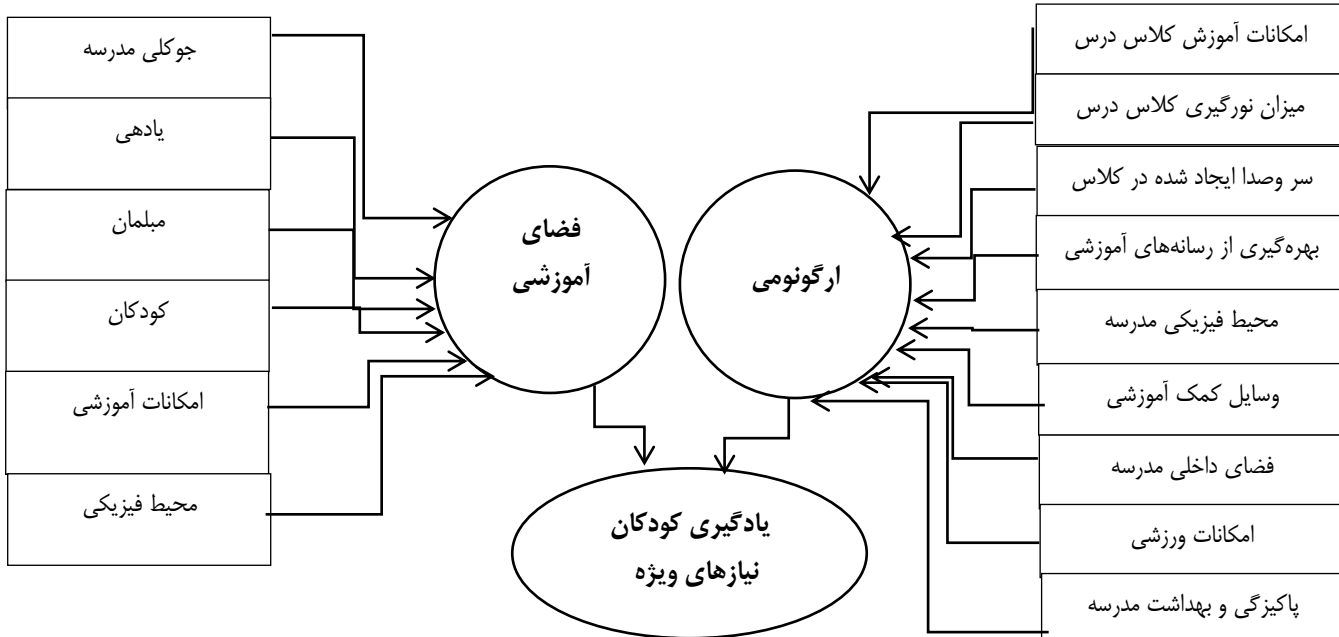 امکانات آموزش کلاس درس
میزان نورگیری کلاس درس
سر وصدا ایجاد شده در کلاس
بهره‌گیری از رسانه‌های آموزشی
محیط فیزیکی مدرسه
وسایل کمک آموزشی
فضای داخلی مدرسه
امکانات ورزشی
پاکیزگی و بهداشت مدرسه
ارگونومی
فضای
آموزشی
جوکلی مدرسه
یادهی
مبلمان
کودکان
امکانات آموزشی
محیط فیزیکی
یادگیری کودکان
نیازهای ویژه